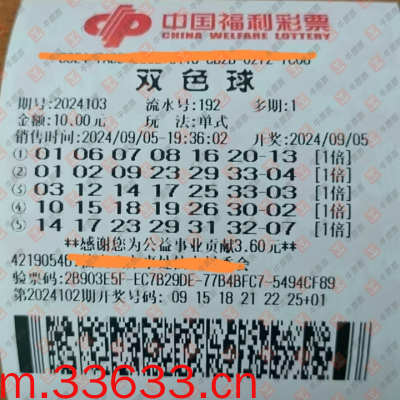 中国福利彩票
CHINA WELFARE LOTTERY
双色球
期号:2024103 流水号:192 多期:1
金额:10.00元 玩 法:单式
销售时间:2024/09/05-19:36:02 开奖:2024/09/05
① 01 06 07 08 16 20-13 [1倍]
② 01 02 09 23 29 33-04 [1倍]
③ 03 12 14 17 25 33-03 [1倍]
④ 10 15 18 19 26 30-02 [1倍]
⑤ 14 17 23 29 31 32-07 [1倍]
**感谢您为公益事业贡献3.60元**
4219054
验票码:2B903E5F-EC7B29DE-77B4BFC7-5494CF89
第2024102期开奖号码: 09 15 18 21 22 25+01
m.33633.cn